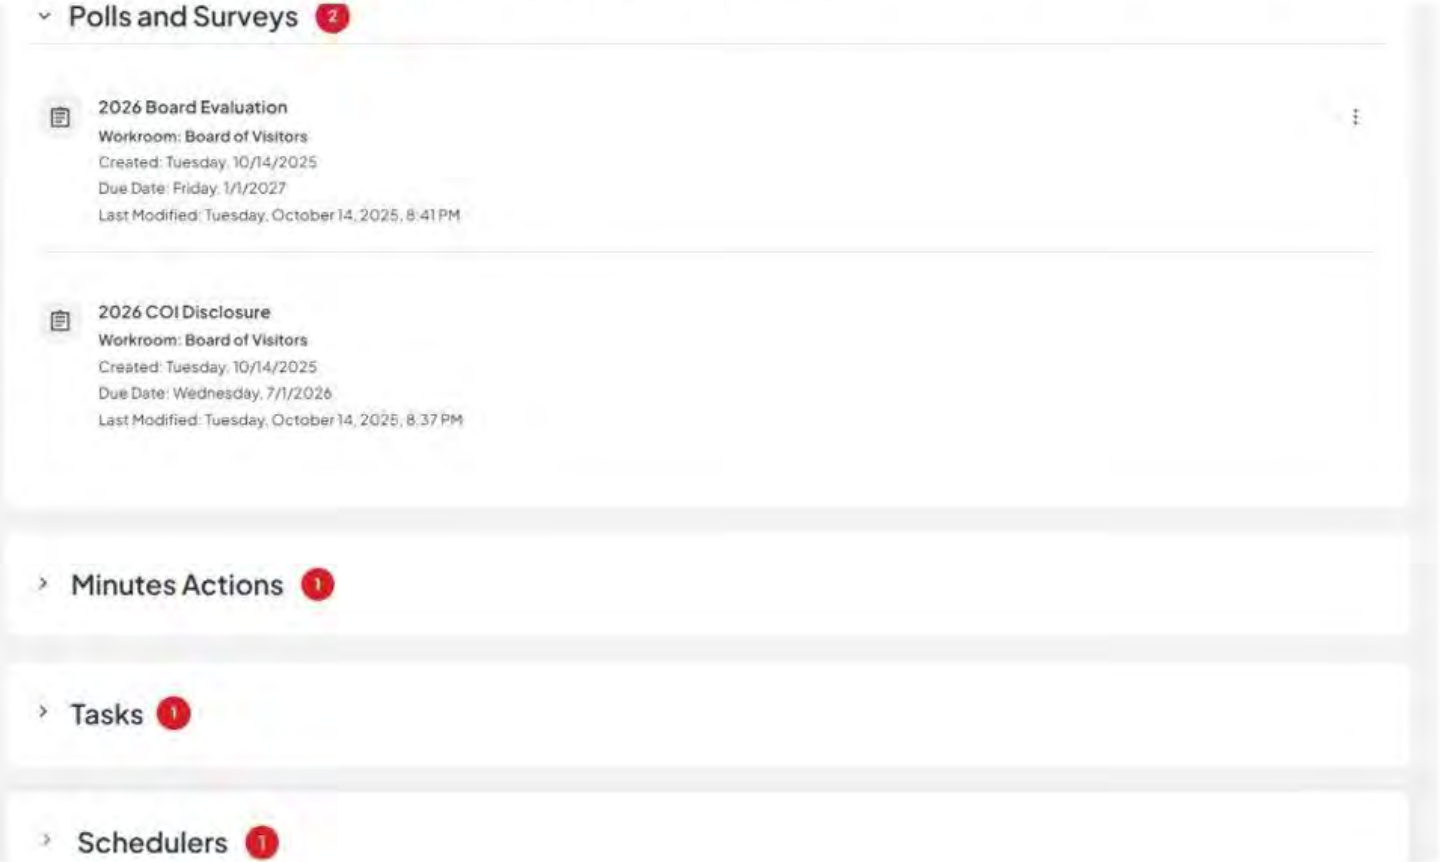 Polls and Surveys 2
2026 Board Evaluation
Workroom: Board of Visitors
Created: Tuesday, 10/14/2025
Due Date: Friday, 1/1/2027
Last Modified: Tuesday, October 14, 2025, 8:41 PM
2026 COI Disclosure
Workroom: Board of Visitors
Created: Tuesday, 10/14/2025
Due Date: Wednesday, 7/1/2026
Last Modified: Tuesday, October 14, 2025, 8:37 PM
Minutes Actions 1
Tasks 1
Schedulers 1